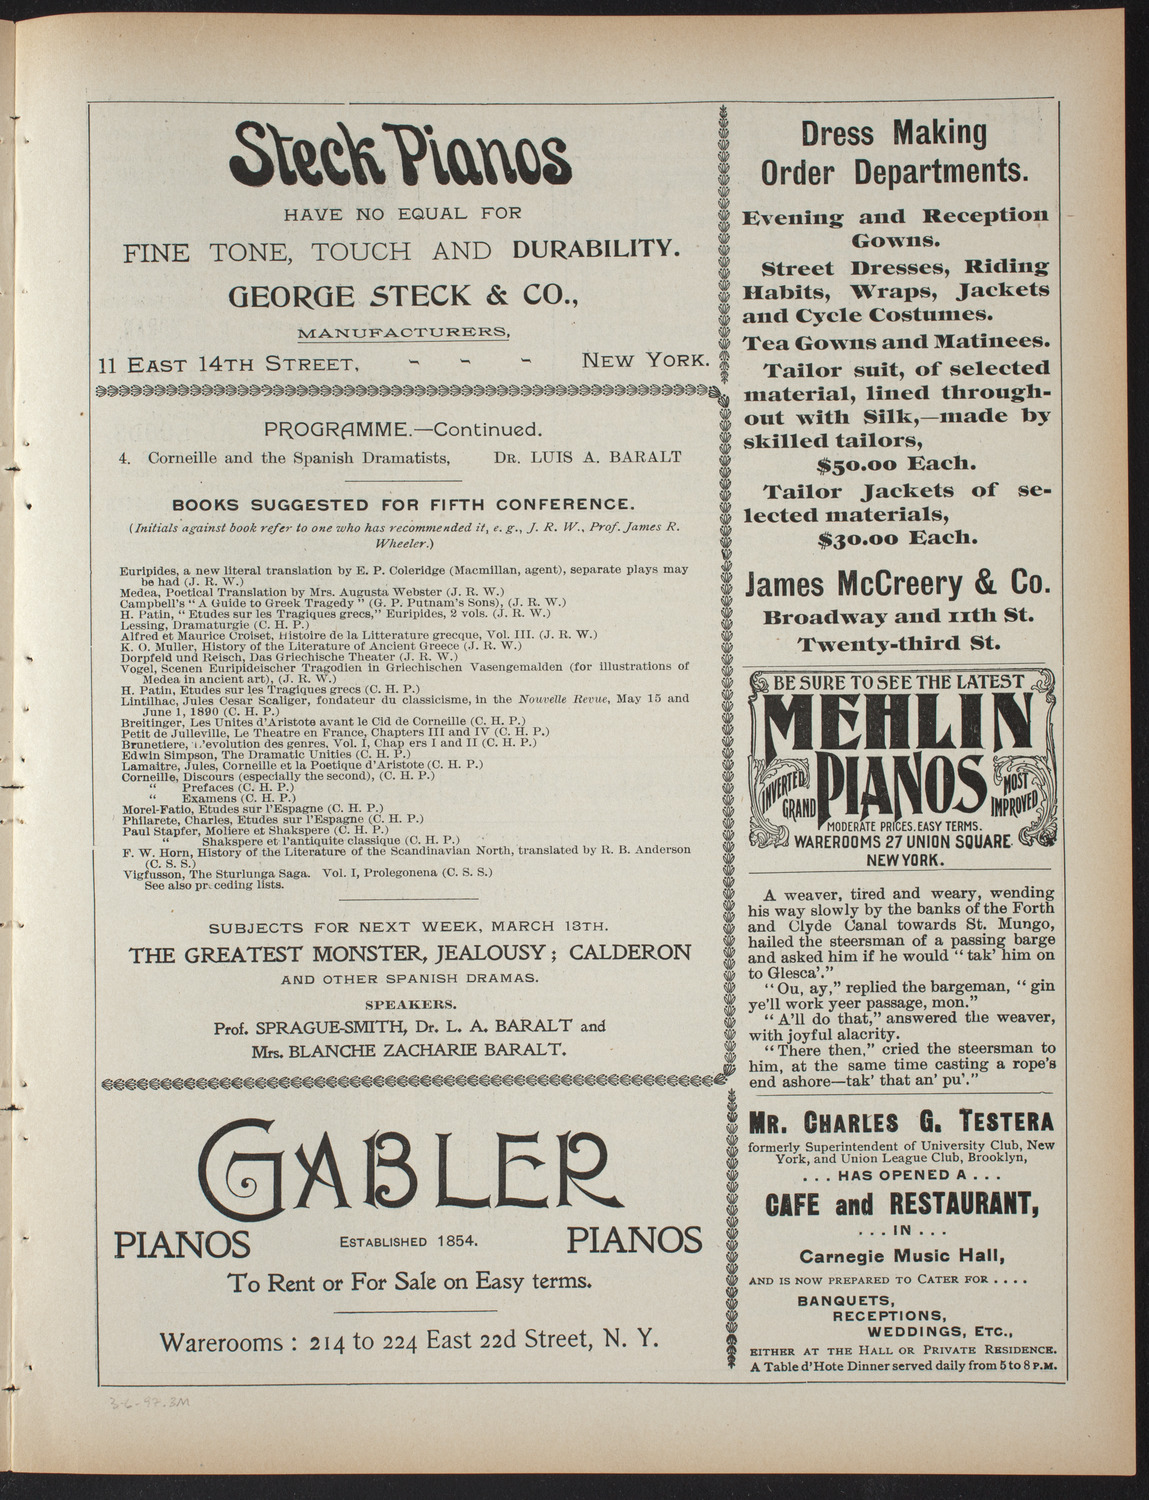 Steck Pianos
HAVE NO EQUAL FOR
FINE TONE, TOUCH AND DURABILITY.
GEORGE STECK & CO.,
MANUFACTURERS,
11 EAST 14TH STREET, - - - NEW YORK.
PROGRAMME.—Continued.
4. Corneille and the Spanish Dramatists, DR. LUIS A. BARALT
BOOKS SUGGESTED FOR FIFTH CONFERENCE.
(Initials against book refer to one who has recommended it, e. g., J. R. W., Prof. James R.
Wheeler.)
Euripides, a new literal translation by E. P. Coleridge (Macmillan, agent), separate plays may
be had (J. R. W.)
Medea, Poetical Translation by Mrs. Augusta Webster (J. R. W.)
Campbell's "A Guide to Greek Tragedy" (G. P. Putnam's Sons), (J. R. W.)
H. Patin, "Etudes sur les Tragiques grecs," Euripides, 2 vols. (J. R. W.)
Lessing, Dramaturgie (C. H. P.)
Alfred et Maurice Croiset, Histoire de la Litterature grecque, Vol. III. (J. R. W.)
K. O. Muller, History of the Literature of Ancient Greece (J. R. W.)
Dorpfeld und Reisch, Das Griechische Theater (J. R. W.)
Vogel, Scenen Euripideischer Tragodien in Griechischen Vasengemalden (for illustrations of
Medea in ancient art), (J. R. W.)
H. Patin, Etudes sur les Tragiques grecs (C. H. P.)
Lintilhac, Jules Cesar Scaliger, fondateur du classicisme, in the Nouvelle Revue, May 15 and
June 1, 1890 (C. H. P.)
Breitinger, Les Unites d'Aristote avant le Cid de Corneille (C. H. P.)
Petit de Julleville, Le Theatre en France, Chapters III and IV (C. H. P.)
Brunetiere, L'evolution des genres, Vol. I, Chap ers I and II (C. H. P.)
Edwin Simpson, The Dramatic Unities (C. H. P.)
Lamaitre, Jules, Corneille et la Poetique d'Aristote (C. H. P.)
Corneille, Discours (especially the second), (C. H. P.)
" Prefaces (C. H. P.)
" Examens (C. H. P.)
Morel-Fatio, Etudes sur l'Espagne (C. H. P.)
Philarete, Charles, Etudes sur l'Espagne (C. H. P.)
Paul Stapfer, Moliere et Shakspere (C. H. P.)
" Shakspere et l'antiquite classique (C. H. P.)
F. W. Horn, History of the Literature of the Scandinavian North, translated by R. B. Anderson
(C. S. S.)
Vigfusson, The Sturlunga Saga. Vol. I, Prolegonena (C. S. S.)
See also preceding lists.
SUBJECTS FOR NEXT WEEK, MARCH 13TH.
THE GREATEST MONSTER, JEALOUSY; CALDERON
AND OTHER SPANISH DRAMAS.
SPEAKERS.
Prof. SPRAGUE-SMITH, Dr. L. A. BARALT and
Mrs. BLANCHE ZACHARIE BARALT.
GABLER
PIANOS ESTABLISHED 1854. PIANOS
To Rent or For Sale on Easy terms.
Warerooms: 214 to 224 East 22d Street, N. Y.
Dress Making
Order Departments.
Evening and Reception
Gowns.
Street Dresses, Riding
Habits, Wraps, Jackets
and Cycle Costumes.
Tea Gowns and Matinees.
Tailor suit, of selected
material, lined through-
out with Silk,—made by
skilled tailors,
$50.00 Each.
Tailor Jackets of se-
lected materials,
$30.00 Each.
James McCreery & Co.
Broadway and 11th St.
Twenty-third St.
BE SURE TO SEE THE LATEST
MEHLIN
PIANOS
INVERTED GRAND
MOST IMPROVED
MODERATE PRICES. EASY TERMS.
WAREROOMS 27 UNION SQUARE
NEW YORK.
A weaver, tired and weary, wending
his way slowly by the banks of the Forth
and Clyde Canal towards St. Mungo,
hailed the steersman of a passing barge
and asked him if he would "tak' him on
to Glesca'."
"Ou, ay," replied the bargeman, "gin
ye'll work yeer passage, mon."
"A'll do that," answered the weaver,
with joyful alacrity.
"There then," cried the steersman to
him, at the same time casting a rope's
end ashore—tak' that an' pu'."
MR. CHARLES G. TESTERA
formerly Superintendent of University Club, New
York, and Union League Club, Brooklyn,
... HAS OPENED A ...
CAFE and RESTAURANT,
... IN ...
Carnegie Music Hall,
AND IS NOW PREPARED TO CATER FOR ....
BANQUETS,
RECEPTIONS,
WEDDINGS, ETC.,
EITHER AT THE HALL OR PRIVATE RESIDENCE.
A Table d'Hote Dinner served daily from 5 to 8 P.M.
3-6-97.3M